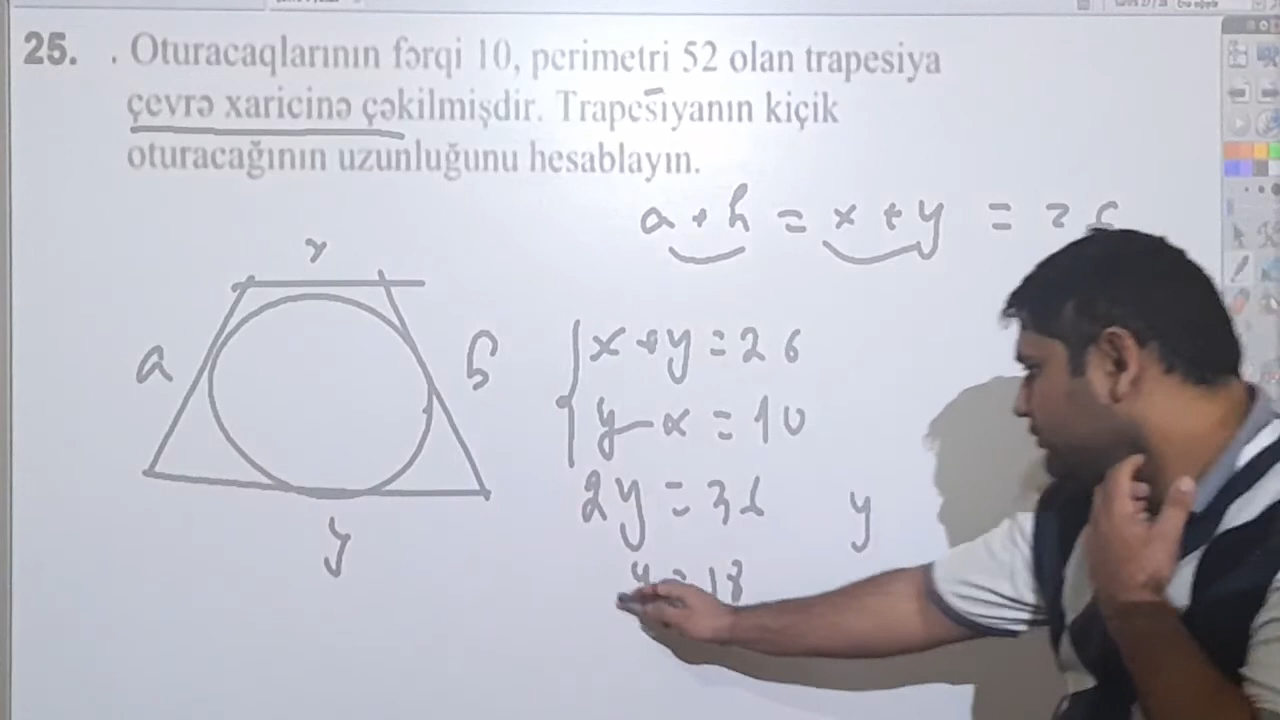 25. . Oturacaqlarının fərqi 10, perimetri 52 olan trapesiya
çevrə xaricinə çəkilmişdir. Trapesiyanın kiçik
oturacağının uzunluğunu hesablayın.
a + b = x + y = 26
x
a
b
y
x + y = 26
y - x = 10
2y = 36
y
y = 18